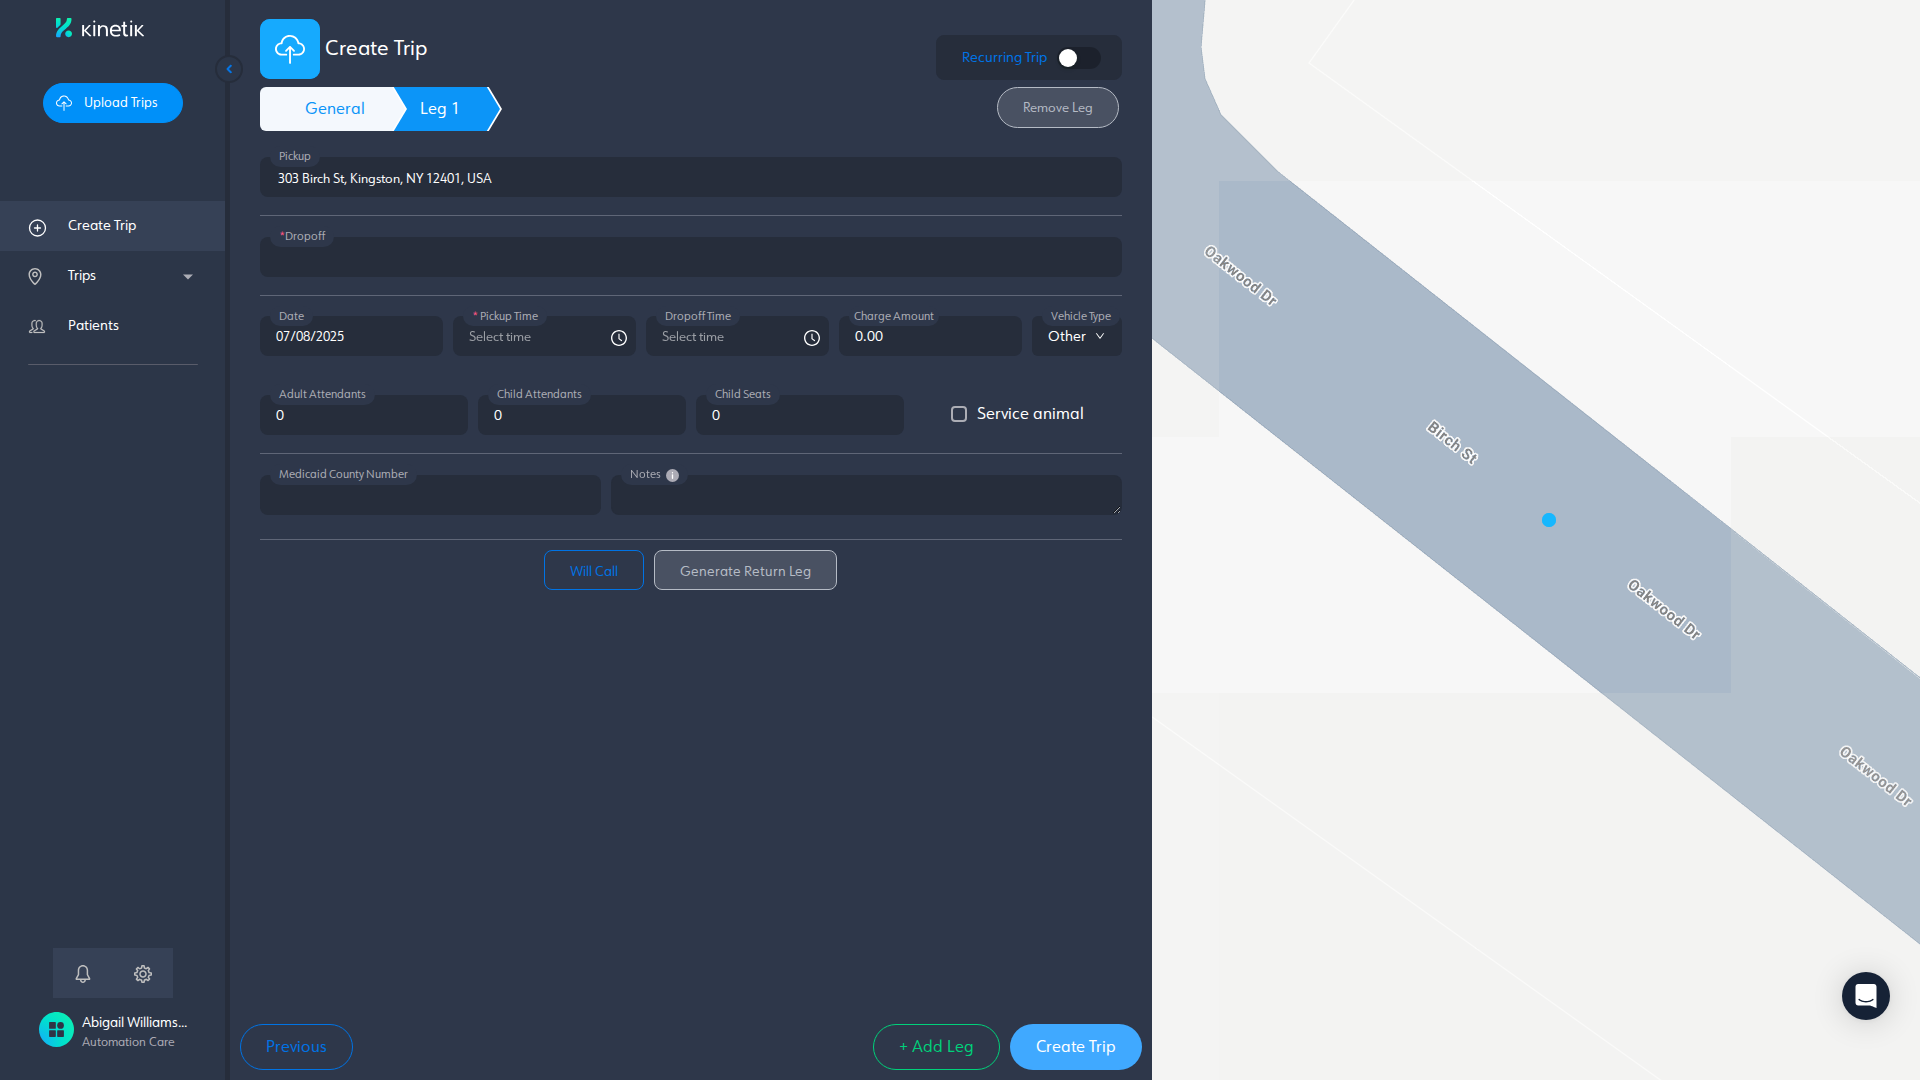 kinetik
Upload Trips
Create Trip
Trips
Patients
Abigail Williams...
Automation Care
Create Trip
Recurring Trip
General
Leg 1
Remove Leg
Pickup
303 Birch St, Kingston, NY 12401, USA
*Dropoff
Date
07/08/2025
* Pickup Time
Select time
Dropoff Time
Select time
Charge Amount
0.00
Vehicle Type
Other
Adult Attendants
0
Child Attendants
0
Child Seats
0
Service animal
Medicaid County Number
Notes
Will Call
Generate Return Leg
Previous
+ Add Leg
Create Trip
Oakwood Dr
Birch St
Oakwood Dr
Oakwood Dr